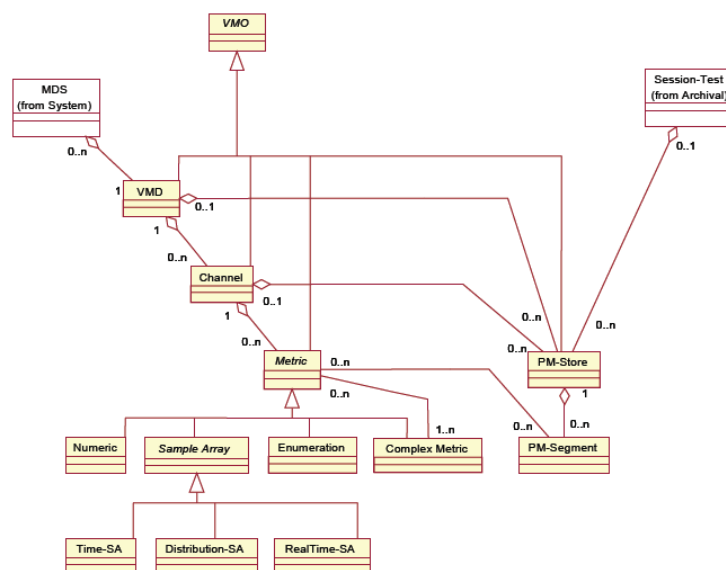 VMO
MDS
(from System)
Session-Test
(from Archival)
0..n
0..1
1
VMD
0..1
1
0..n
Channel
0..1
1
0..n
0..n
0..n
0..n
Metric
0..n
PM-Store
0..n
1
1..n
0..n
0..n
Numeric
Sample Array
Enumeration
Complex Metric
PM-Segment
Time-SA
Distribution-SA
RealTime-SA